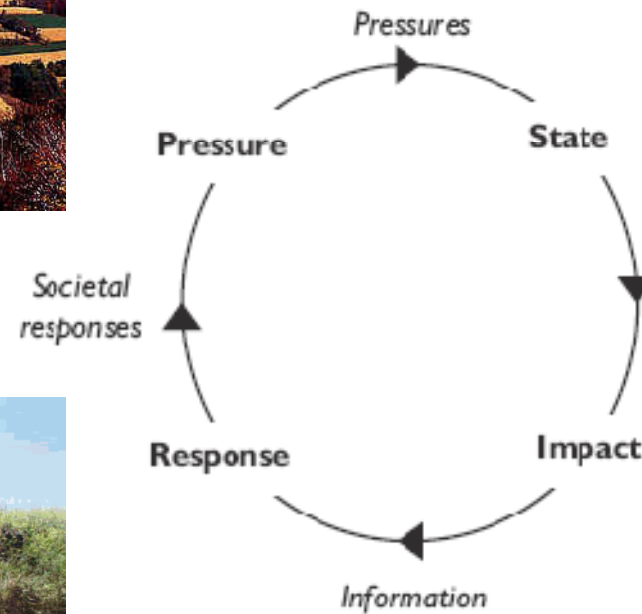 Pressures
Pressure
State
Societal
responses
Response
Impact
Information